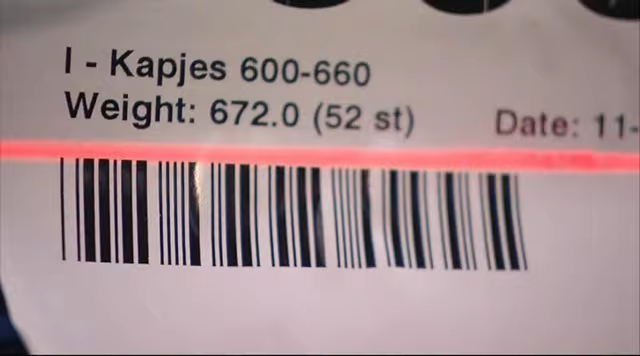 I - Kapjes 600-660
Weight: 672.0 (52 st)
Date: 11-